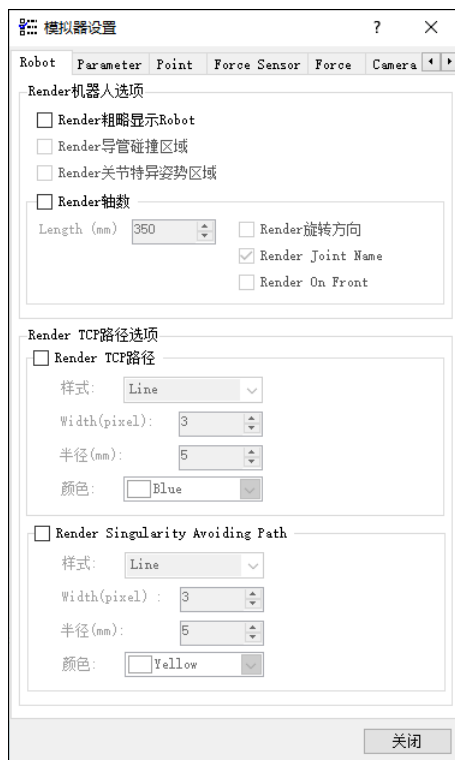 模拟器设置 ?
Robot Parameter Point Force Sensor Force Camera
Render机器人选项
Render粗略显示Robot
Render导管碰撞区域
Render关节特异姿势区域
Render轴数
Length (mm) 350 Render旋转方向
Render Joint Name
Render On Front
Render TCP路径选项
Render TCP路径
样式: Line
Width(pixel): 3
半径(mm): 5
颜色: Blue
Render Singularity Avoiding Path
样式: Line
Width(pixel) : 3
半径(mm): 5
颜色: Yellow
关闭